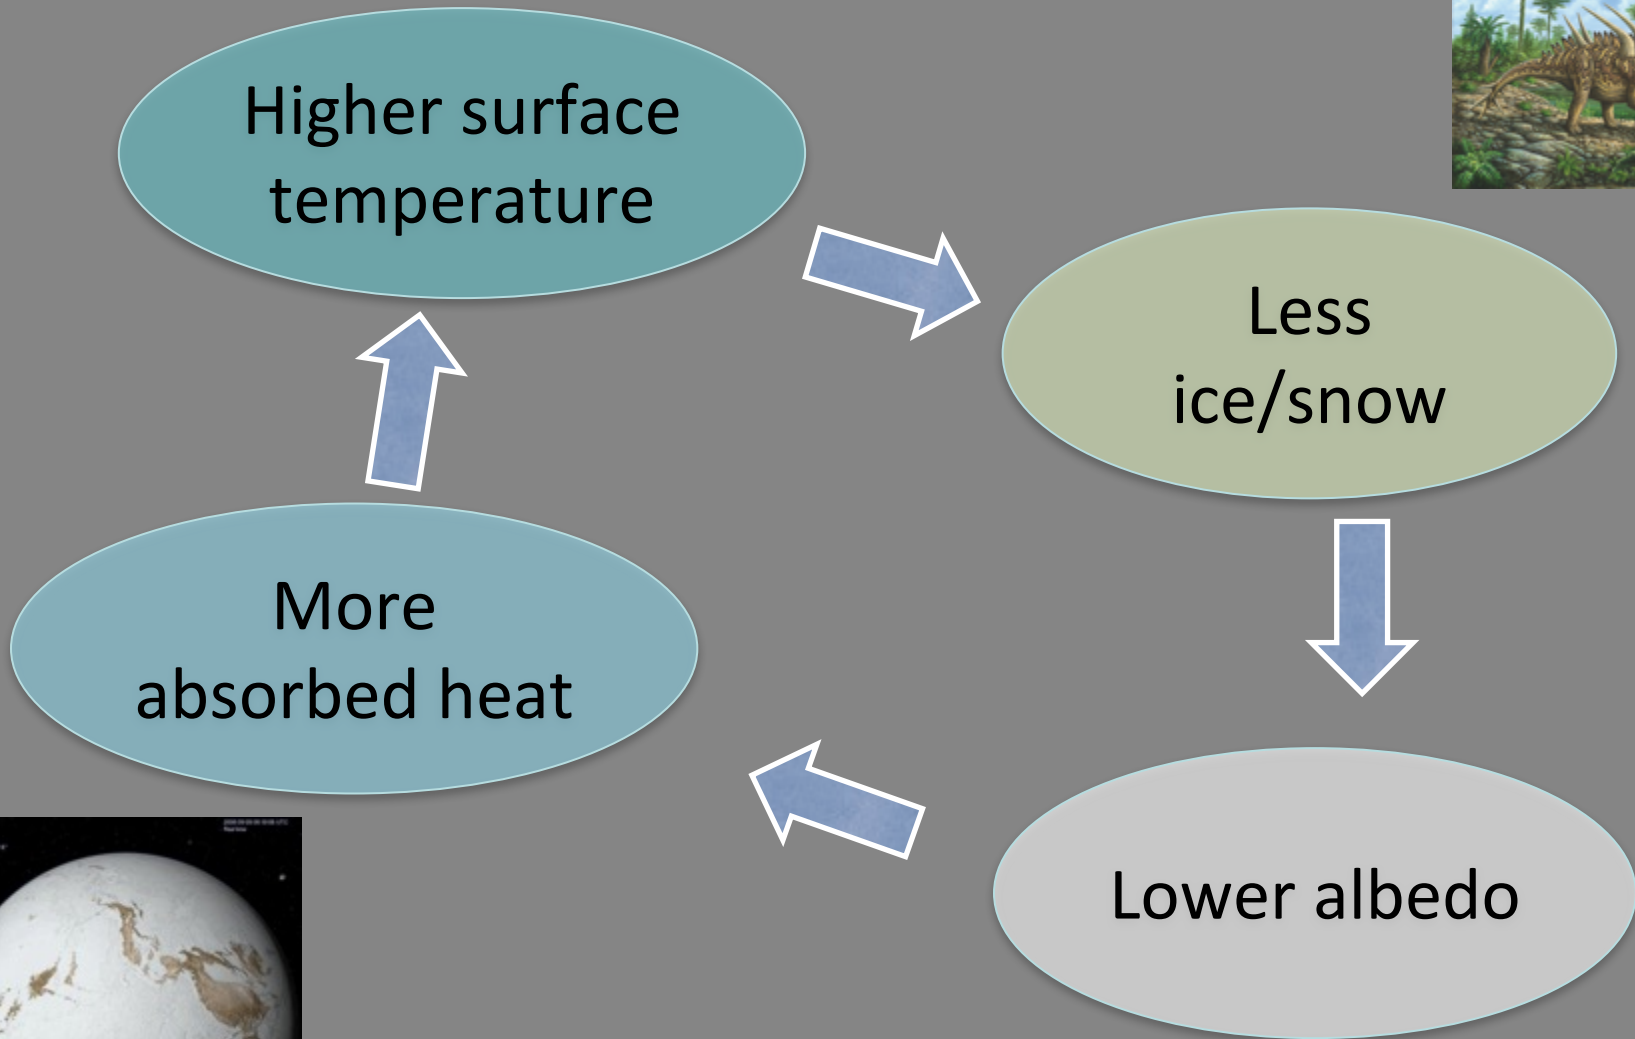 Higher surface
temperature
Less
ice/snow
Lower albedo
More
absorbed heat